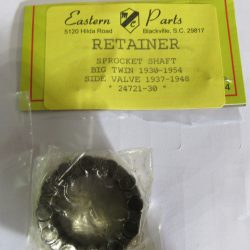 Eastern Parts
5120 Hilda Road Blackville, S.C. 29817
RETAINER
SPROCKET SHAFT
BIG TWIN 1930-1954
SIDE VALVE 1937-1948
* 24721-30 *
4